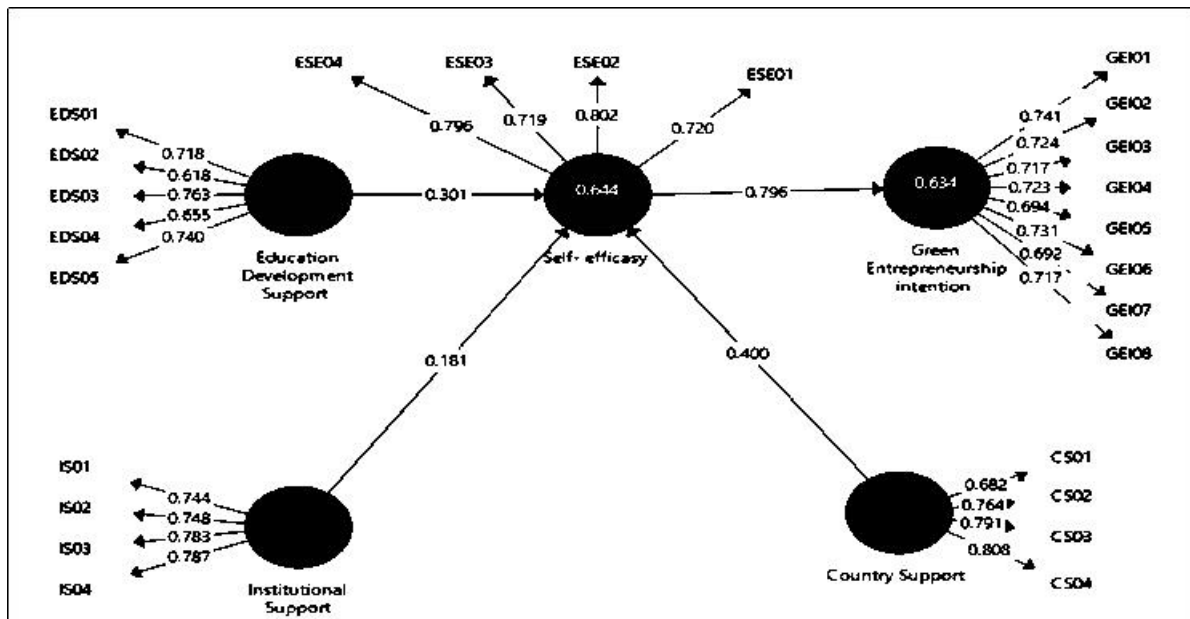 ESE04
ESE03
ESE02
ESE01
0.796
0.719
0.802
0.720
EDS01
EDS02
EDS03
EDS04
EDS05
0.718
0.618
0.763
0.655
0.740
Education
Development
Support
0.301
0.644
Self- efficacy
0.796
0.634
Green
Entrepreneurship
intention
GEI01
GEI02
GEI03
GEI04
GEI05
GEI06
GEI07
GEI08
0.741
0.724
0.717
0.723
0.694
0.731
0.692
0.717
0.181
0.400
IS01
IS02
IS03
IS04
0.744
0.748
0.783
0.787
Institutional
Support
Country Support
0.682
0.764
0.791
0.808
CS01
CS02
CS03
CS04